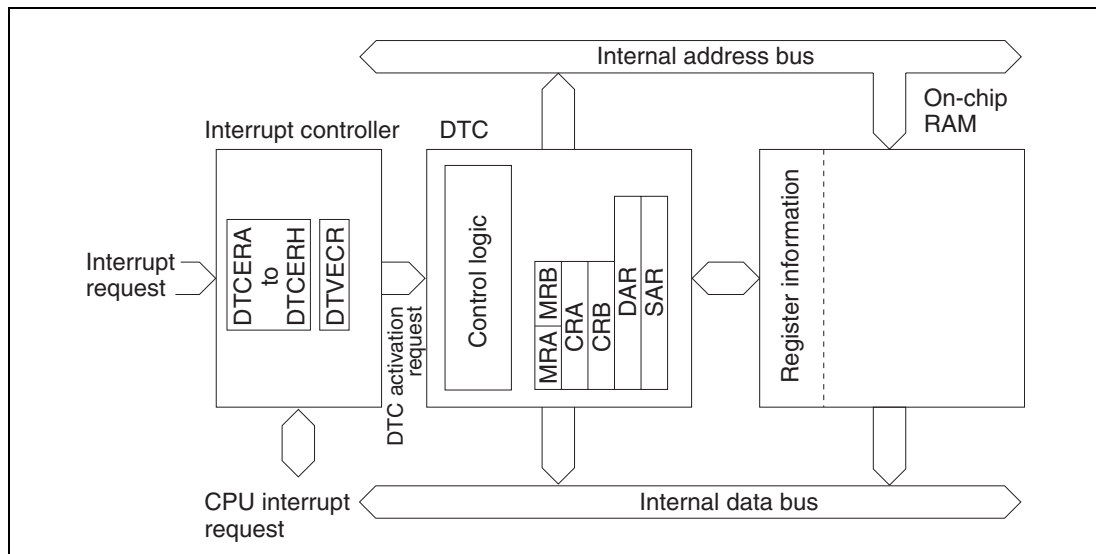 Internal address bus
On-chip
RAM
Interrupt controller
DTC
Interrupt
request
DTCERA
to
DTCERH
DTVECR
DTC activation
request
Control logic
MRA
MRB
CRA
CRB
DAR
SAR
Register information
CPU interrupt
request
Internal data bus